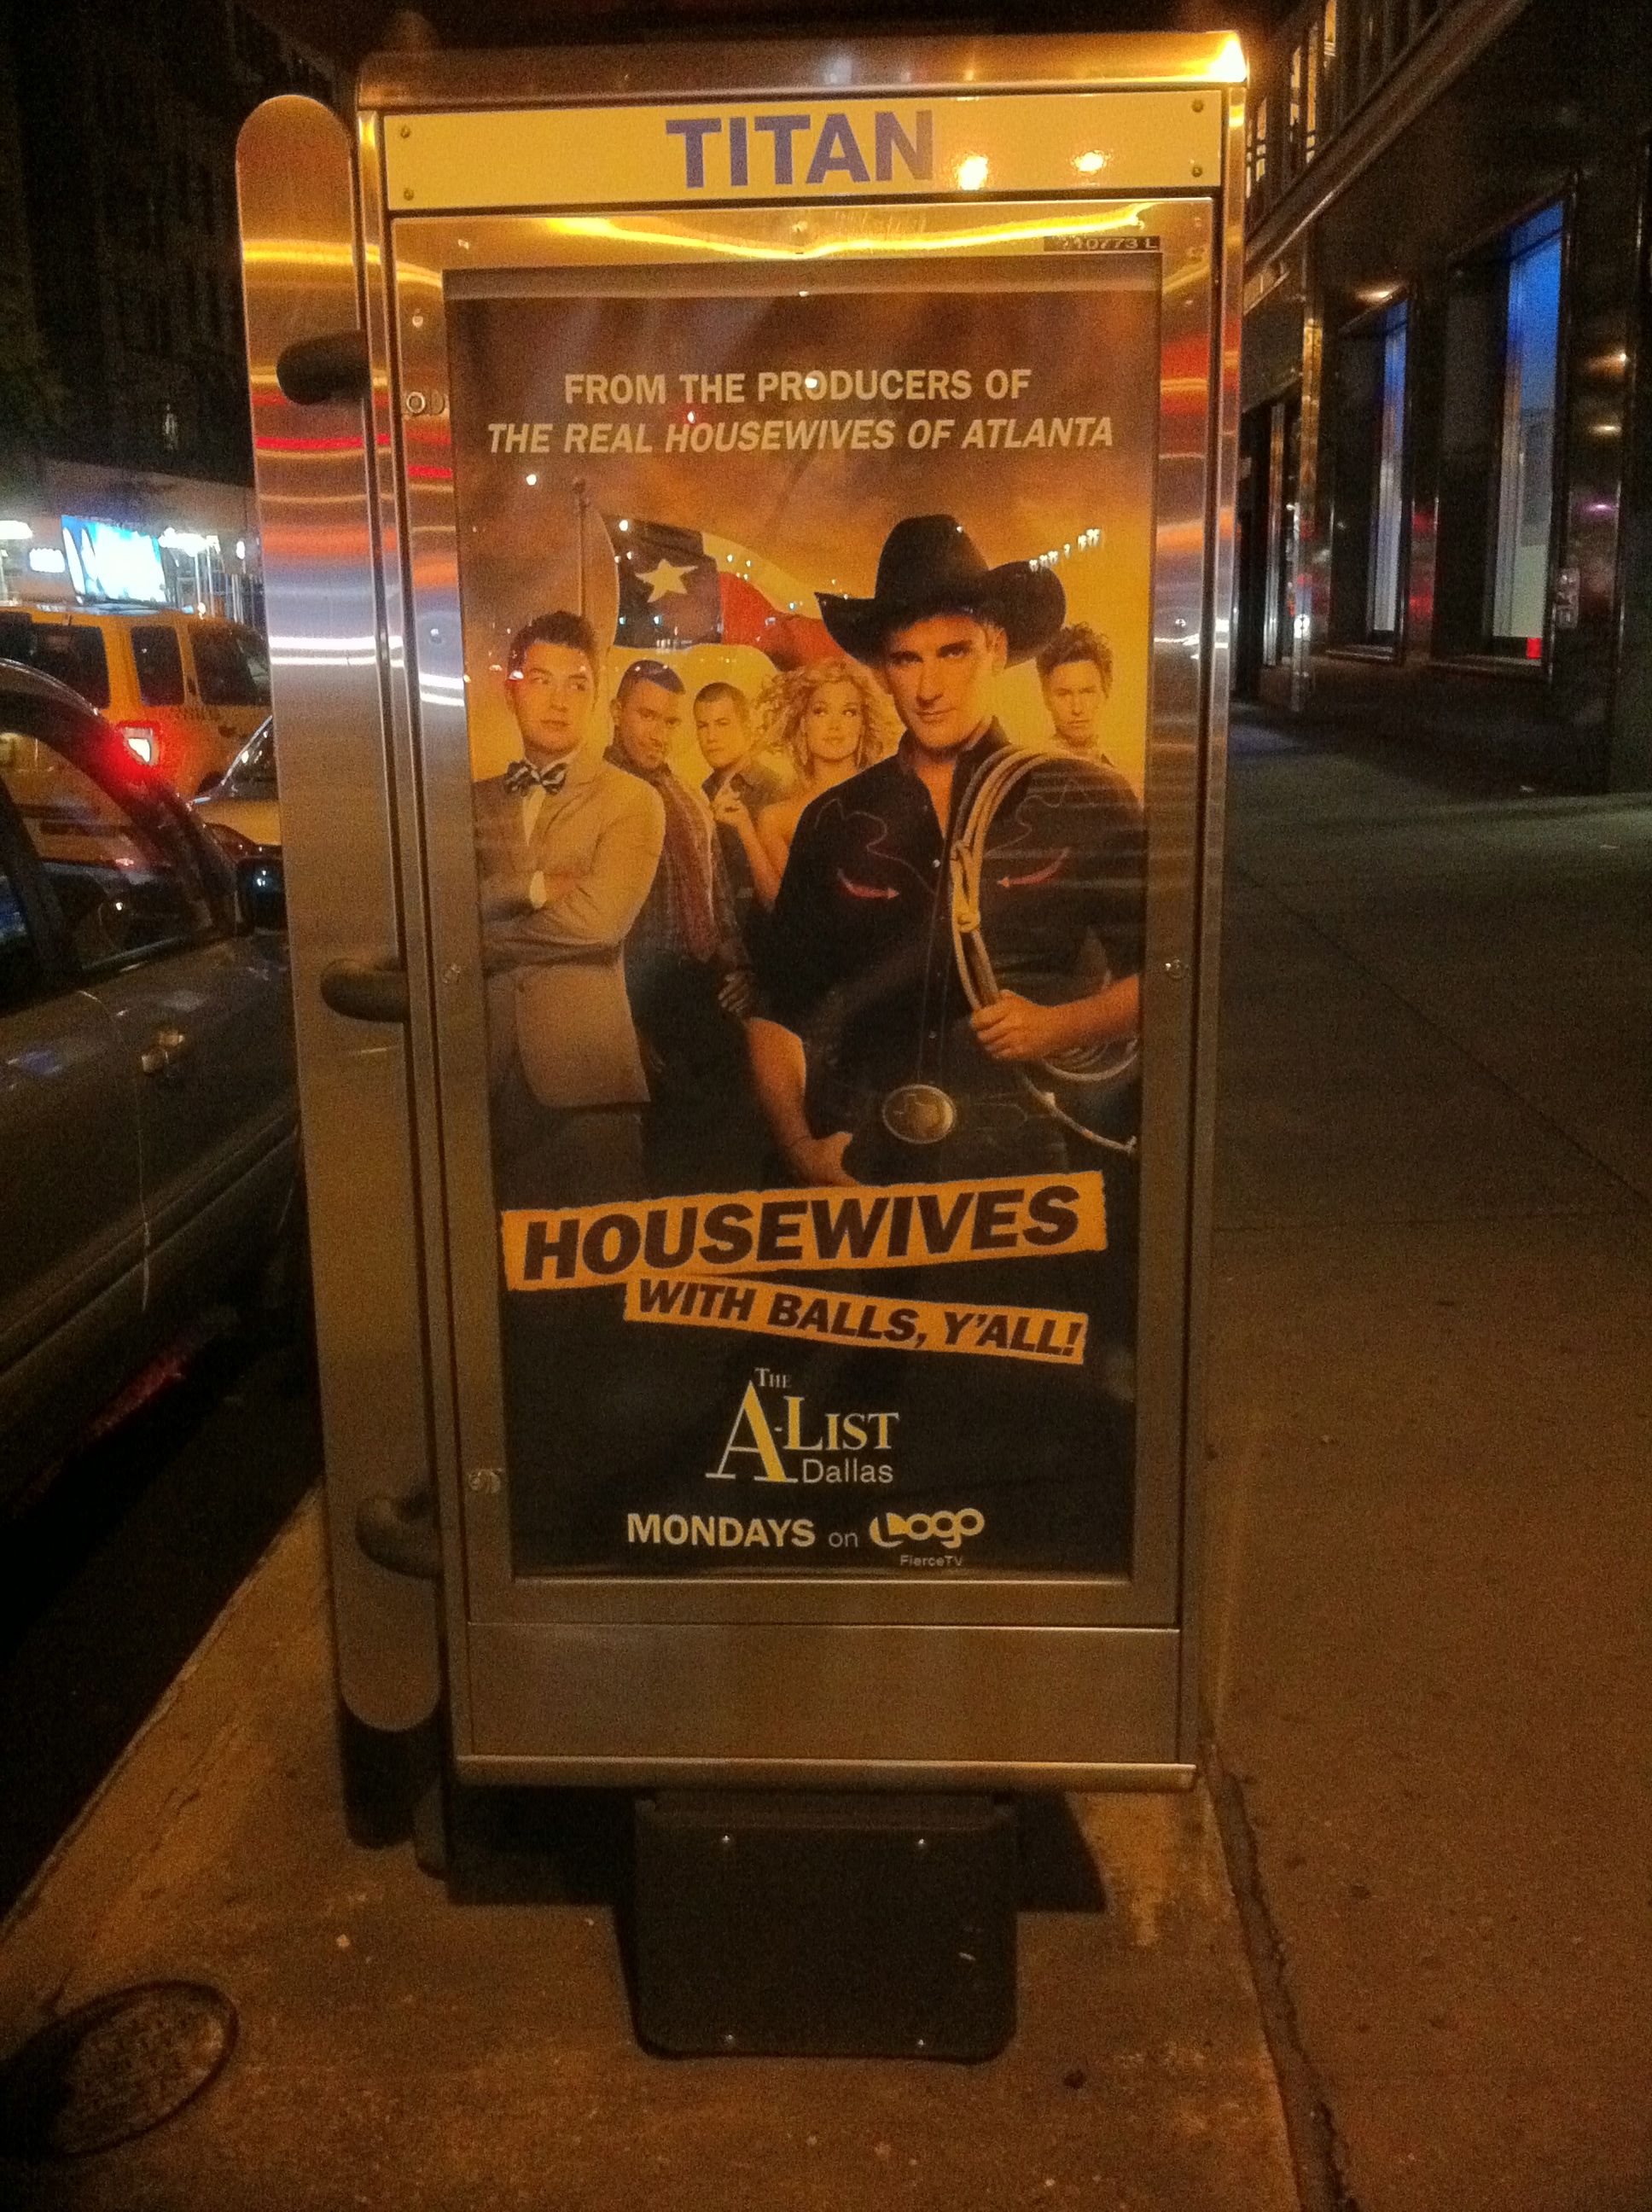 TITAN
FROM THE PRODUCERS OF
THE REAL HOUSEWIVES OF ATLANTA
HOUSEWIVES
WITH BALLS, Y'ALL!
THE
A-LIST
Dallas
MONDAYS on Logo
FierceTV